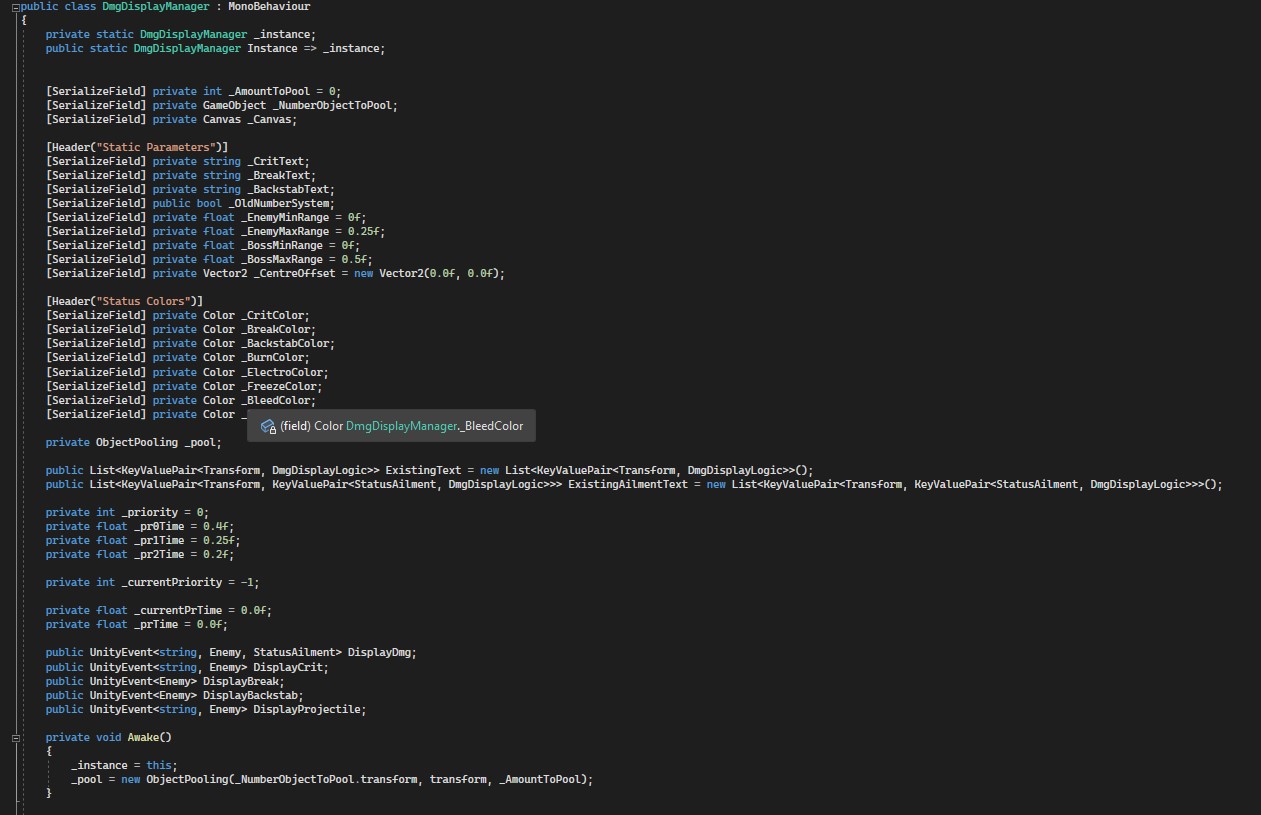 public class DmgDisplayManager : MonoBehaviour
{
private static DmgDisplayManager _instance;
public static DmgDisplayManager Instance => _instance;
[SerializeField] private int _AmountToPool = 0;
[SerializeField] private GameObject _NumberObjectToPool;
[SerializeField] private Canvas _Canvas;
[Header("Static Parameters")]
[SerializeField] private string _CritText;
[SerializeField] private string _BreakText;
[SerializeField] private string _BackstabText;
[SerializeField] public bool _OldNumberSystem;
[SerializeField] private float _EnemyMinRange = 0f;
[SerializeField] private float _EnemyMaxRange = 0.25f;
[SerializeField] private float _BossMinRange = 0f;
[SerializeField] private float _BossMaxRange = 0.5f;
[SerializeField] private Vector2 _CentreOffset = new Vector2(0.0f, 0.0f);
[Header("Status Colors")]
[SerializeField] private Color _CritColor;
[SerializeField] private Color _BreakColor;
[SerializeField] private Color _BackstabColor;
[SerializeField] private Color _BurnColor;
[SerializeField] private Color _ElectroColor;
[SerializeField] private Color _FreezeColor;
[SerializeField] private Color _BleedColor;
[SerializeField] private Color _
(field) Color DmgDisplayManager._BleedColor
private ObjectPooling _pool;
public List<KeyValuePair<Transform, DmgDisplayLogic>> ExistingText = new List<KeyValuePair<Transform, DmgDisplayLogic>>();
public List<KeyValuePair<Transform, KeyValuePair<StatusAilment, DmgDisplayLogic>>> ExistingAilmentText = new List<KeyValuePair<Transform, KeyValuePair<StatusAilment, DmgDisplayLogic>>>();
private int _priority = 0;
private float _pr0Time = 0.4f;
private float _pr1Time = 0.25f;
private float _pr2Time = 0.2f;
private int _currentPriority = -1;
private float _currentPrTime = 0.0f;
private float _prTime = 0.0f;
public UnityEvent<string, Enemy, StatusAilment> DisplayDmg;
public UnityEvent<string, Enemy> DisplayCrit;
public UnityEvent<Enemy> DisplayBreak;
public UnityEvent<Enemy> DisplayBackstab;
public UnityEvent<string, Enemy> DisplayProjectile;
private void Awake()
{
_instance = this;
_pool = new ObjectPooling(_NumberObjectToPool.transform, transform, _AmountToPool);
}